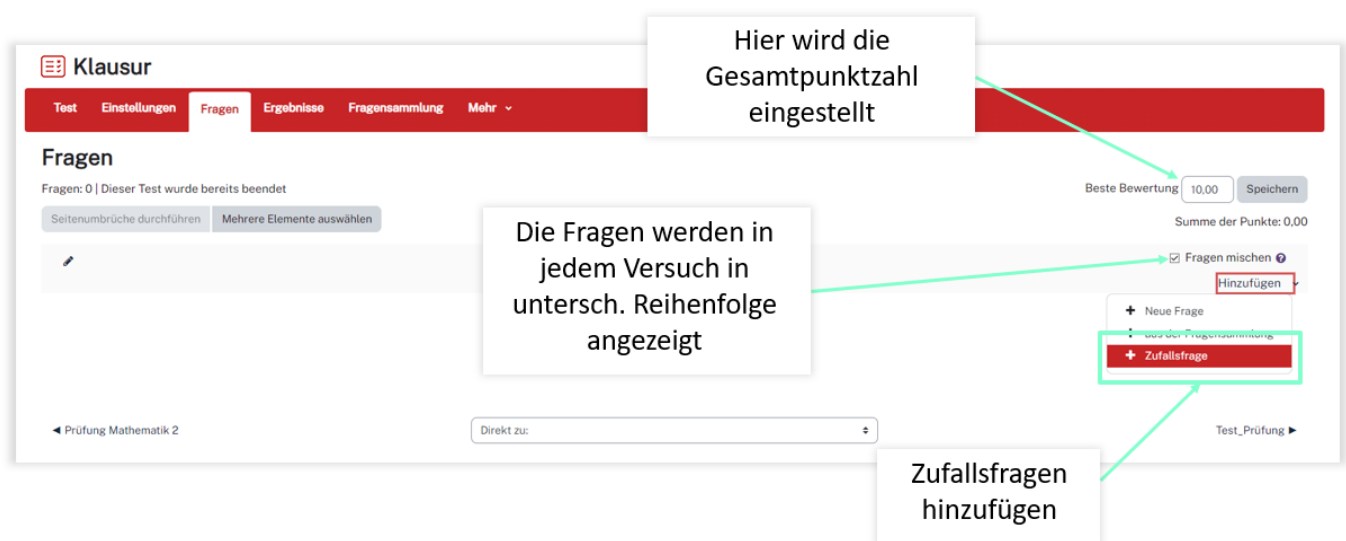 Hier wird die
Gesamtpunktzahl
eingestellt
Klausur
Test Einstellungen Fragen Ergebnisse Fragensammlung Mehr
Fragen
Fragen: 0 | Dieser Test wurde bereits beendet
Beste Bewertung 10,00 Speichern
Seitenumbrüche durchführen Mehrere Elemente auswählen
Summe der Punkte: 0,00
Die Fragen werden in
jedem Versuch in
untersch. Reihenfolge
angezeigt
Fragen mischen
Hinzufügen
+ Neue Frage
aus der Fragensammlung
+ Zufallsfrage
◄ Prüfung Mathematik 2
Direkt zu:
Test_Prüfung ►
Zufallsfragen
hinzufügen